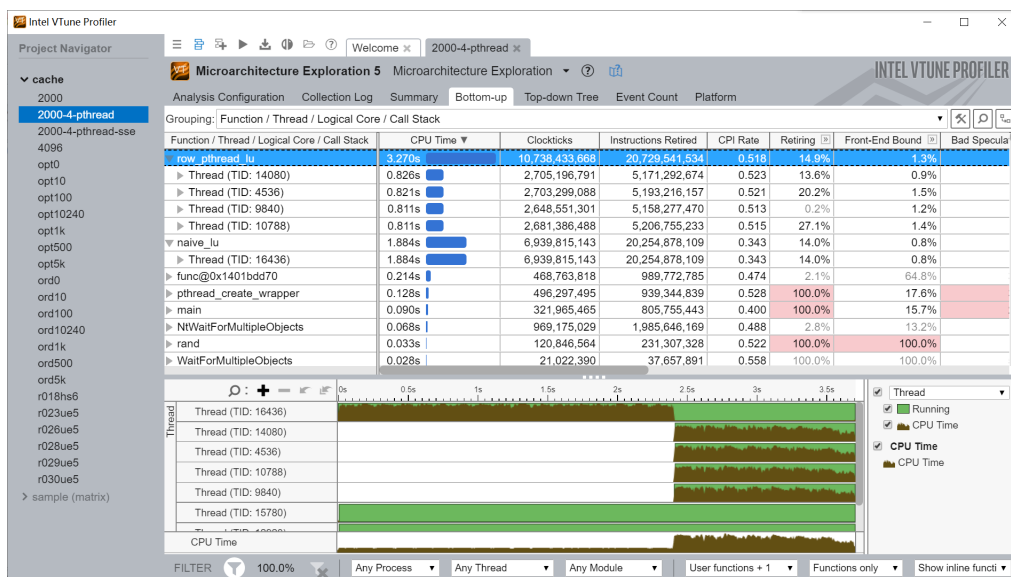 Intel VTune Profiler
Project Navigator
cache
2000
2000-4-pthread
2000-4-pthread-sse
4096
opt0
opt10
opt100
opt10240
opt1k
opt500
opt5k
ord0
ord10
ord100
ord10240
ord1k
ord500
ord5k
r018hs6
r023ue5
r026ue5
r028ue5
r029ue5
r030ue5
sample (matrix)
Welcome × 2000-4-pthread ×
Microarchitecture Exploration 5 Microarchitecture Exploration INTEL VTUNE PROFILER
Analysis Configuration Collection Log Summary Bottom-up Top-down Tree Event Count Platform
Grouping: Function / Thread / Logical Core / Call Stack
Function / Thread / Logical Core / Call Stack CPU Time ▼ Clockticks Instructions Retired CPI Rate Retiring Front-End Bound Bad Specula
row_pthread_lu 3.270s 10,738,433,668 20,729,541,534 0.518 14.9% 1.3%
Thread (TID: 14080) 0.826s 2,705,196,791 5,171,292,674 0.523 13.6% 0.9%
Thread (TID: 4536) 0.821s 2,703,299,088 5,193,216,157 0.521 20.2% 1.5%
Thread (TID: 9840) 0.811s 2,648,551,301 5,158,277,470 0.513 0.2% 1.2%
Thread (TID: 10788) 0.811s 2,681,386,488 5,206,755,233 0.515 27.1% 1.4%
naive_lu 1.884s 6,939,815,143 20,254,878,109 0.343 14.0% 0.8%
Thread (TID: 16436) 1.884s 6,939,815,143 20,254,878,109 0.343 14.0% 0.8%
func@0x1401bdd70 0.214s 468,763,818 989,772,785 0.474 2.1% 64.8%
pthread_create_wrapper 0.128s 496,297,495 939,344,839 0.528 100.0% 17.6%
main 0.090s 321,965,465 805,755,443 0.400 100.0% 15.7%
NtWaitForMultipleObjects 0.068s 969,175,029 1,985,646,169 0.488 2.8% 13.2%
rand 0.033s 120,846,564 231,307,328 0.522 100.0% 100.0%
WaitForMultipleObjects 0.028s 21,022,390 37,657,891 0.558 100.0% 100.0%
0s 0.5s 1s 1.5s 2s 2.5s 3s 3.5s
Thread
Thread (TID: 16436)
Thread (TID: 14080)
Thread (TID: 4536)
Thread (TID: 10788)
Thread (TID: 9840)
Thread (TID: 15780)
CPU Time
Thread
Running
CPU Time
CPU Time
CPU Time
FILTER 100.0% Any Process Any Thread Any Module User functions + 1 Functions only Show inline functi